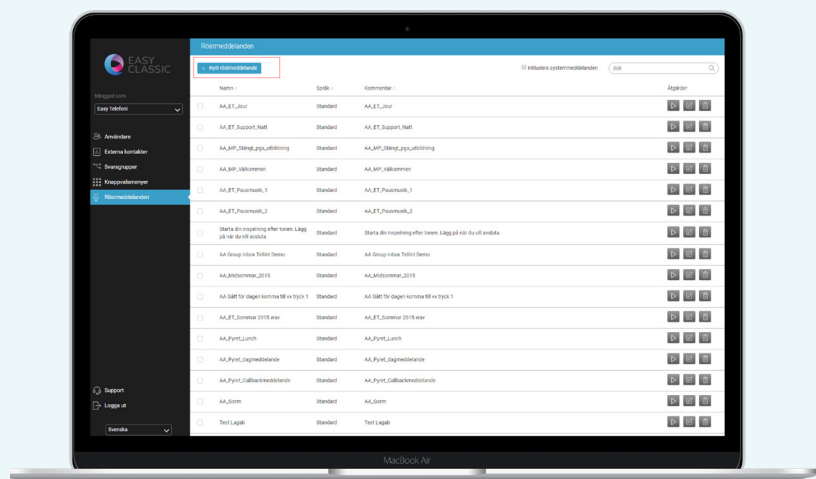 EASY
CLASSIC
Inlogged som
Easy Telefoni
Användare
Externa kontakter
Svarsgrupper
Knappvalsmenyer
Röstmeddelanden
Support
Logga ut
Svenska
Röstmeddelanden
+ Nytt röstmeddelande
Inkludera systemmeddelanden
Sök
Namn Språk Kommentar Åtgärder
AA_ET_Jour Standard AA_ET_Jour
AA_ET_Support_Natt Standard AA_ET_Support_Natt
AA_MP_Stängt_pga_utbildning Standard AA_MP_Stängt_pga_utbildning
AA_MP_Välkommen Standard AA_MP_Välkommen
AA_ET_Pausmusik_1 Standard AA_ET_Pausmusik_1
AA_ET_Pausmusik_2 Standard AA_ET_Pausmusik_2
Starta din inspelning efter tonen. Lägg
på när du vill avsluta. Standard Starta din inspelning efter tonen. Lägg på när du vill avsluta.
AA Group Inbox Tellint Demo Standard AA Group Inbox Tellint Demo
AA_Midsommar_2015 Standard AA_Midsommar_2015
AA Gått för dagen komma till vx tryck 1 Standard AA Gått för dagen komma till vx tryck 1
AA_ET_Sommar 2015.wav Standard AA_ET_Sommar 2015.wav
AA_Pyret_Lunch Standard AA_Pyret_Lunch
AA_Pyret_dagmeddelande Standard AA_Pyret_dagmeddelande
AA_Pyret_Callbackmeddelande Standard AA_Pyret_Callbackmeddelande
AA_Gorm Standard AA_Gorm
Test Lagab Standard Test Lagab
MacBook Air